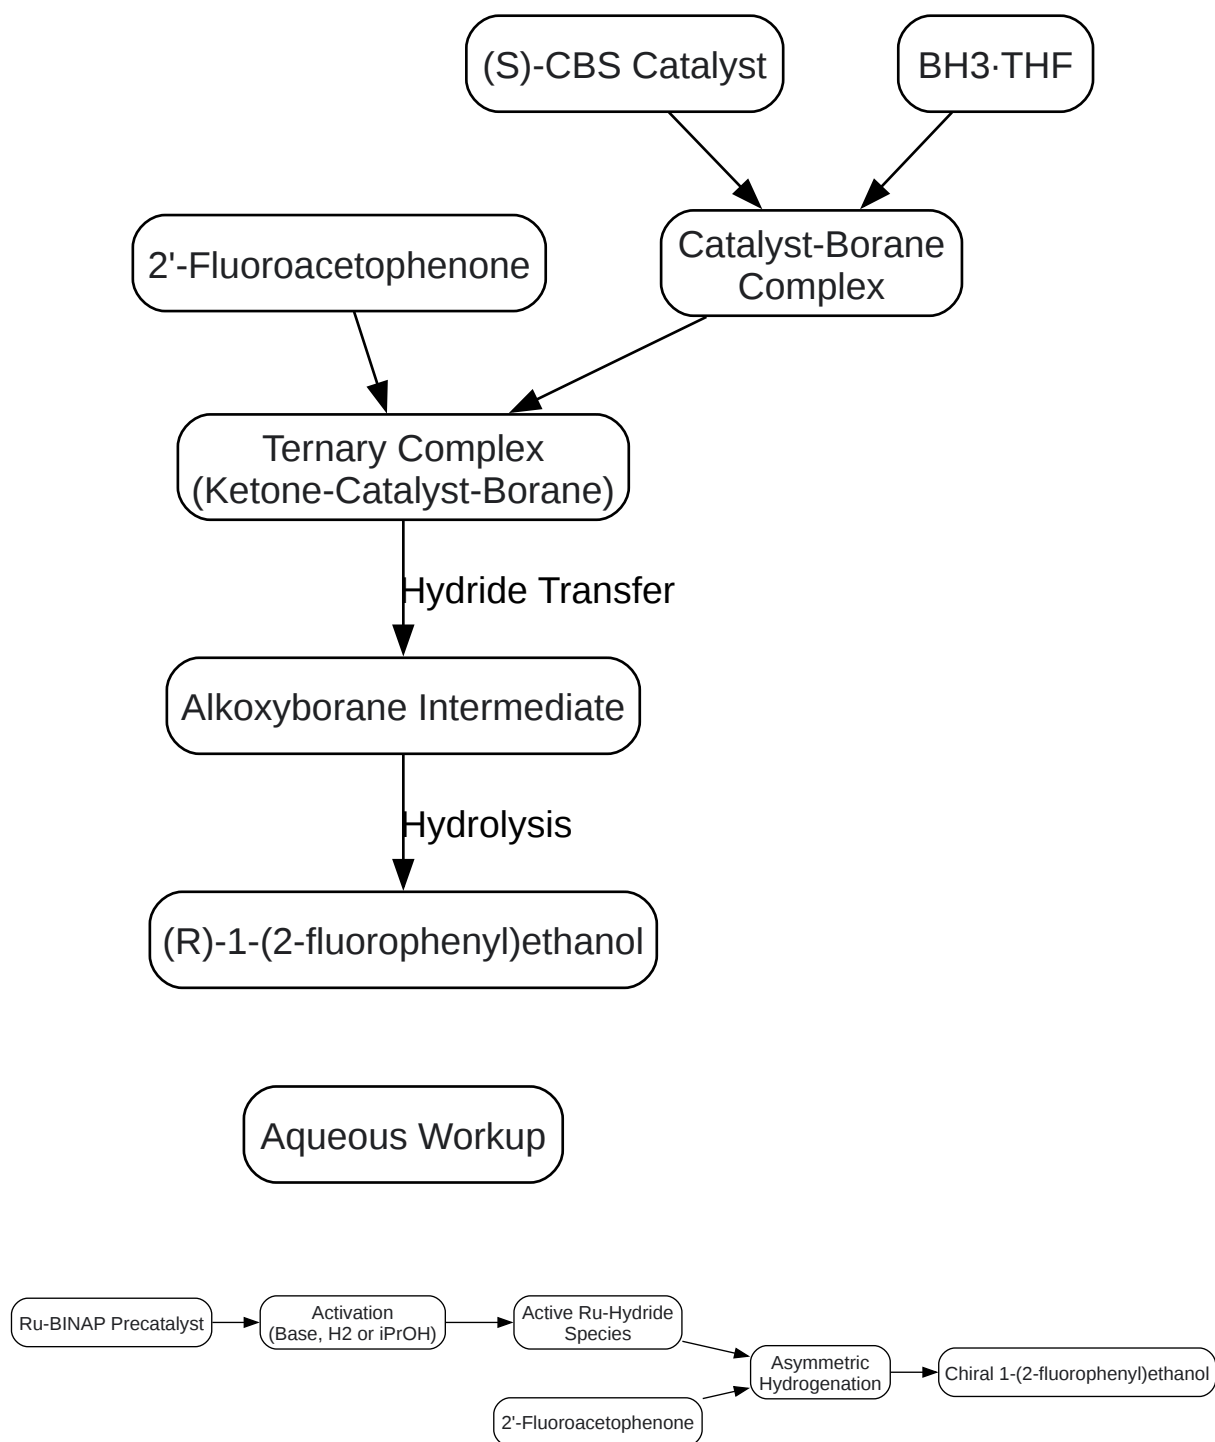 (S)-CBS Catalyst
BH3·THF
2'-Fluoroacetophenone
Catalyst-Borane
Complex
Ternary Complex
(Ketone-Catalyst-Borane)
Hydride Transfer
Alkoxyborane Intermediate
Hydrolysis
(R)-1-(2-fluorophenyl)ethanol
Aqueous Workup
Ru-BINAP Precatalyst
Activation
(Base, H2 or iPrOH)
Active Ru-Hydride
Species
Asymmetric
Hydrogenation
Chiral 1-(2-fluorophenyl)ethanol
2'-Fluoroacetophenone